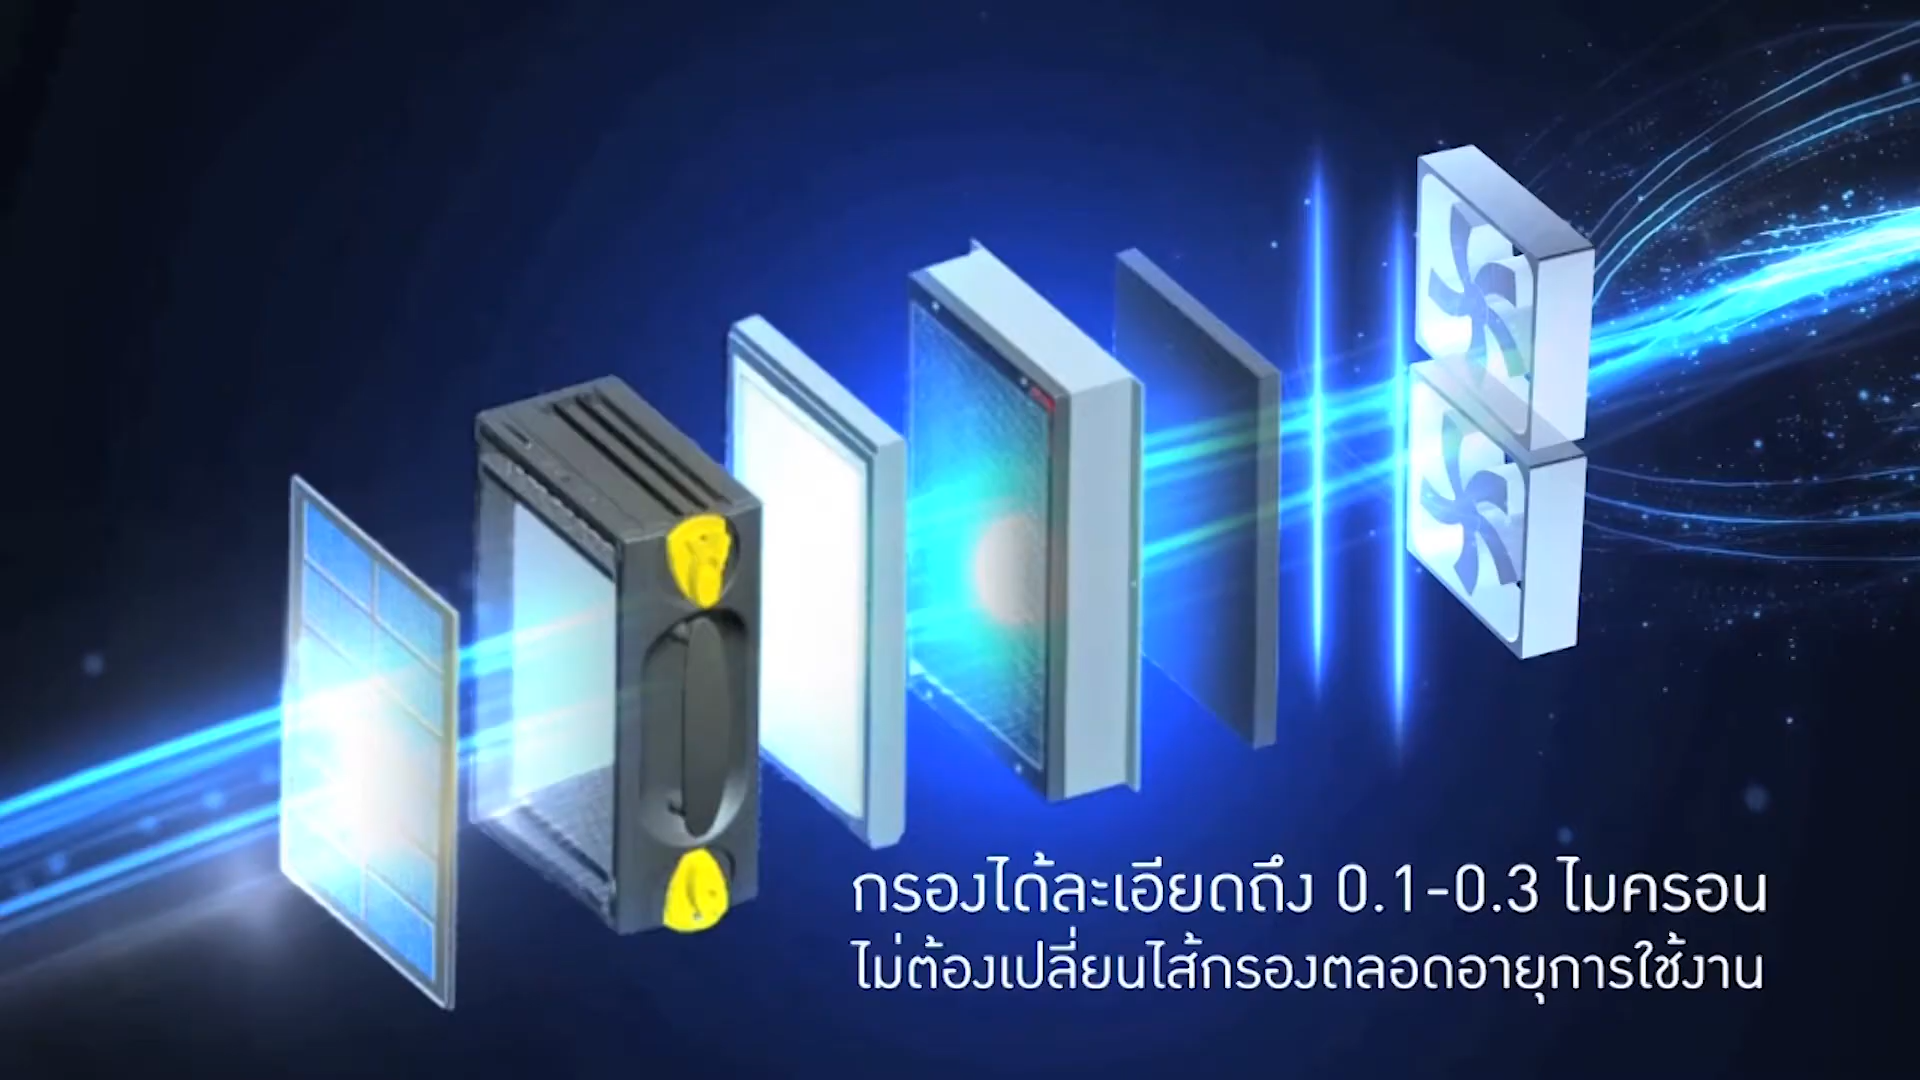 กรองได้ละเอียดถึง 0.1-0.3 ไมครอน
ไม่ต้องเปลี่ยนไส้กรองตลอดอายุการใช้งาน